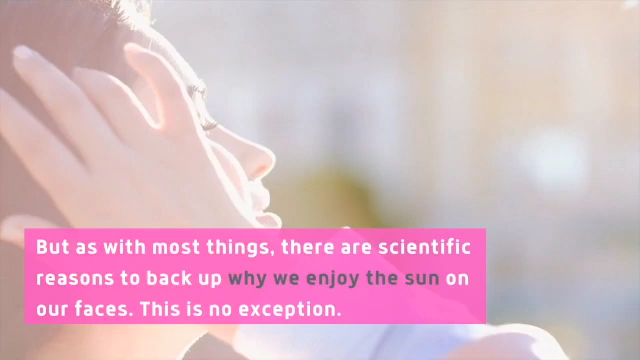 But as with most things, there are scientific
reasons to back up why we enjoy the sun on
our faces. This is no exception.